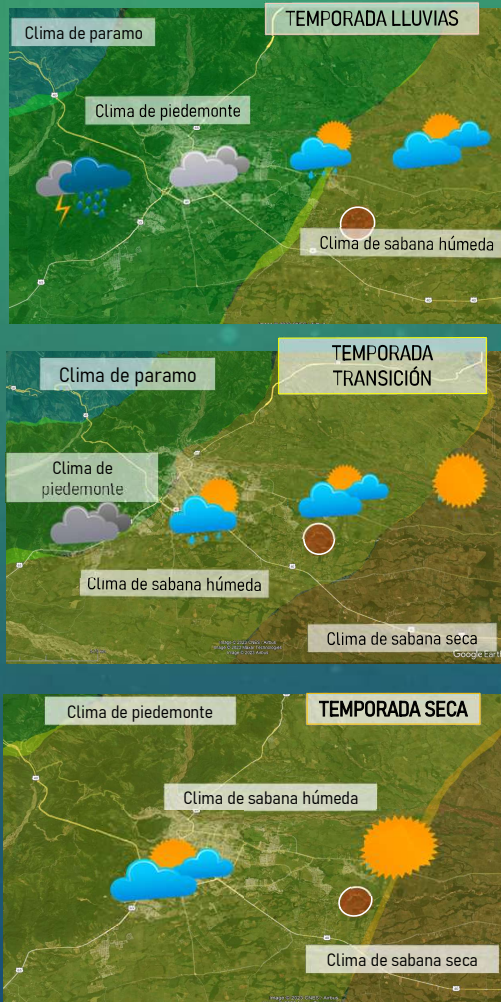 TEMPORADA LLUVIAS
Clima de paramo
Clima de piedemonte
Clima de sabana húmeda
TEMPORADA
TRANSICIÓN
Clima de paramo
Clima de
piedemonte
Clima de sabana húmeda
Clima de sabana seca
Google Earth
TEMPORADA SECA
Clima de piedemonte
Clima de sabana húmeda
Clima de sabana seca